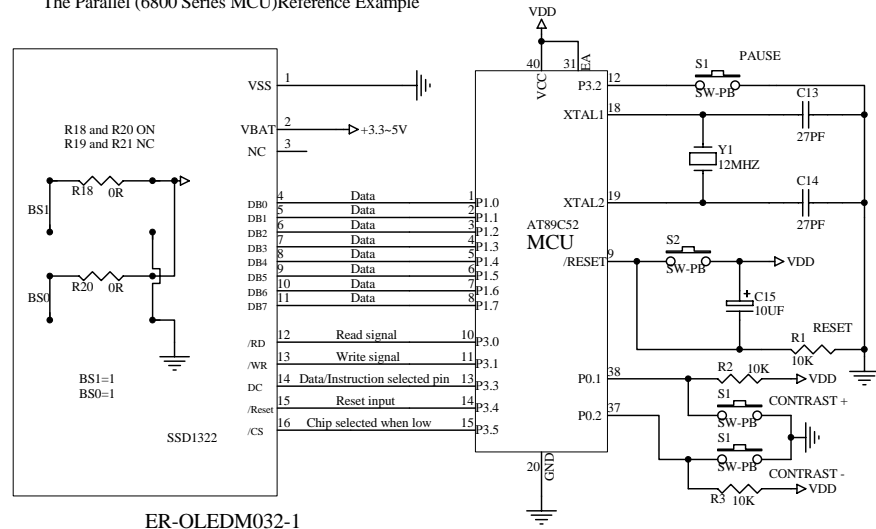 The Parallel (6800 Series MCU)Reference Example
VDD
40
31
VCC
EA
VSS
1
VBAT
2
+3.3~5V
NC
3
R18 and R20 ON
R19 and R21 NC
R18
0R
BS1
R20
0R
BS0
BS1=1
BS0=1
SSD1322
DB0 4 Data 1 P1.0
DB1 5 Data 2 P1.1
DB2 6 Data 3 P1.2
DB3 7 Data 4 P1.3
DB4 8 Data 5 P1.4
DB5 9 Data 6 P1.5
DB6 10 Data 7 P1.6
DB7 11 Data 8 P1.7
/RD 12 Read signal 10 P3.0
/WR 13 Write signal 11 P3.1
DC 14 Data/Instruction selected pin 13 P3.3
/Reset 15 Reset input 14 P3.4
/CS 16 Chip selected when low 15 P3.5
AT89C52
MCU
20
GND
P3.2 12
S1
PAUSE
SW-PB
XTAL1 18
C13
27PF
Y1
12MHZ
XTAL2 19
C14
27PF
/RESET 9
S2
SW-PB
VDD
+
C15
10UF
R1
RESET
10K
P0.1 38
R2 10K
VDD
S1
CONTRAST +
SW-PB
P0.2 37
S1
SW-PB
CONTRAST -
VDD
R3 10K
ER-OLEDM032-1